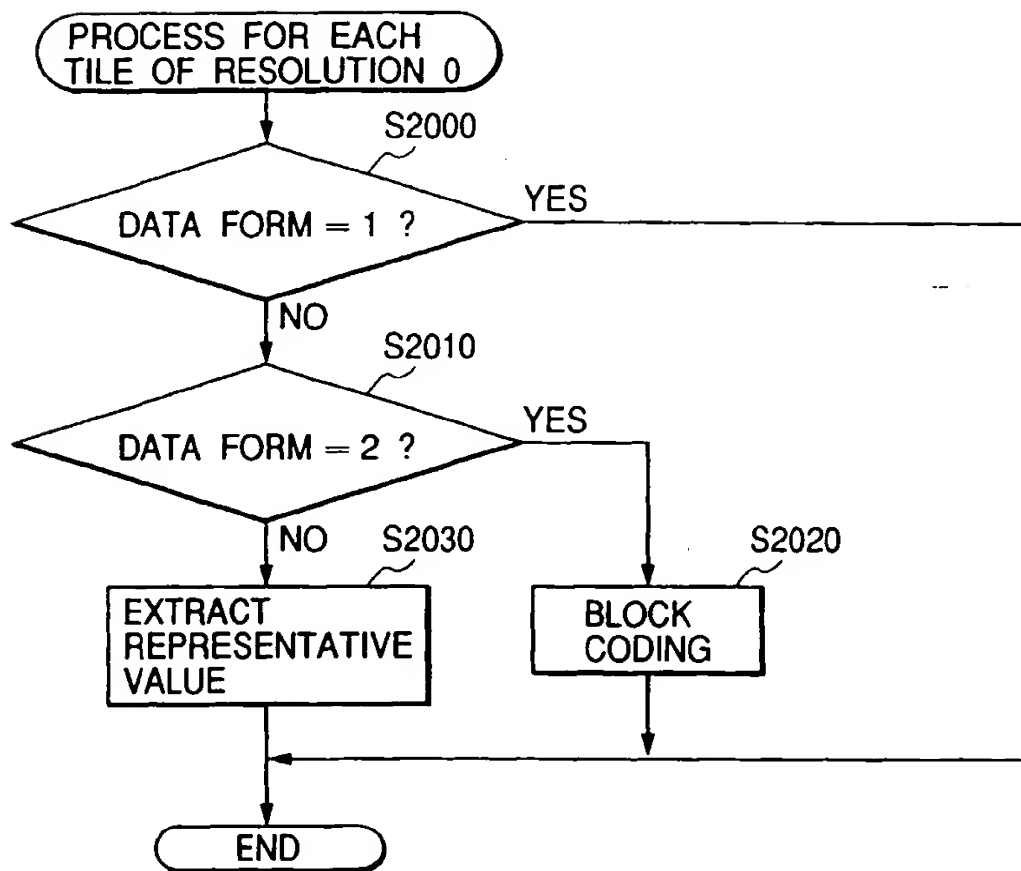 PROCESS FOR EACH
TILE OF RESOLUTION 0
S2000
DATA FORM = 1 ?
YES
NO
S2010
DATA FORM = 2 ?
YES
NO
S2030
S2020
EXTRACT
REPRESENTATIVE
VALUE
BLOCK
CODING
END